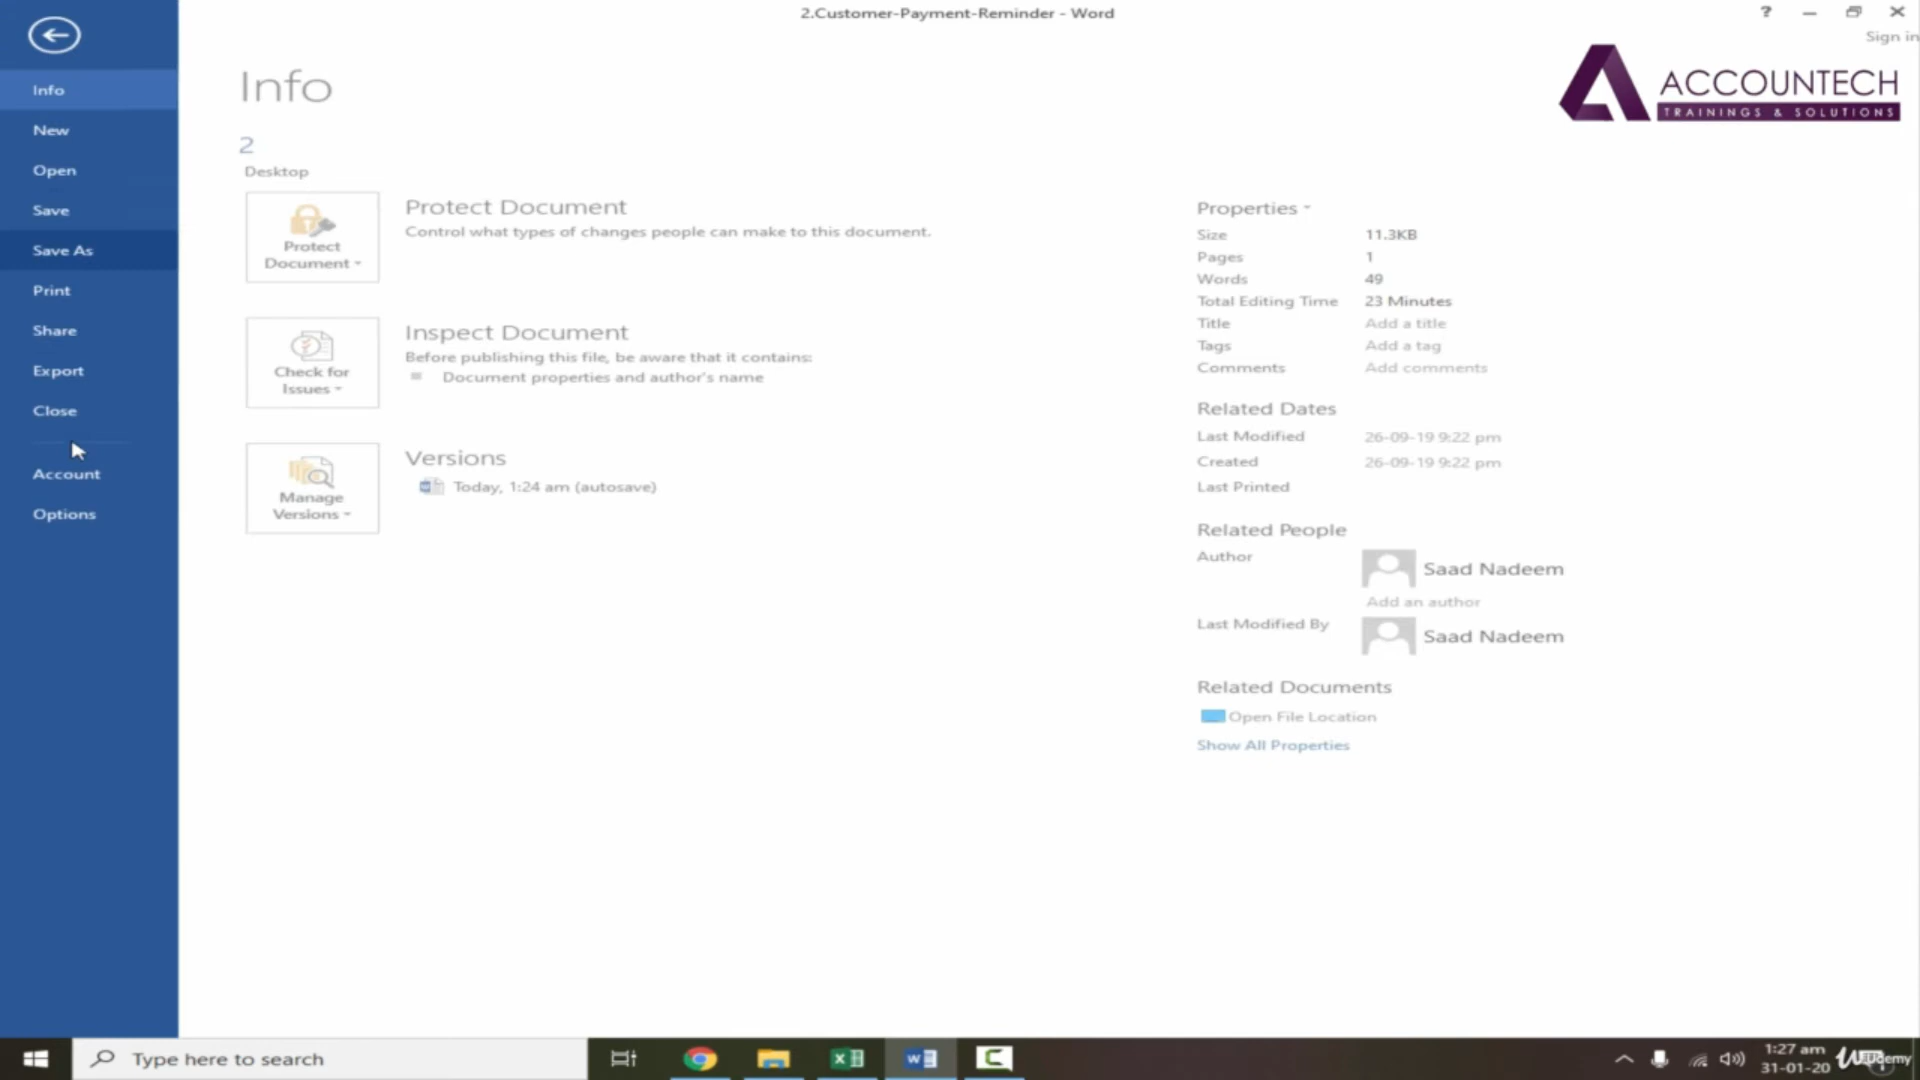 2.Customer-Payment-Reminder - Word
?
Sign in
ACCOUNTECH
TRAININGS & SOLUTIONS
Info
New
Open
Save
Save As
Print
Share
Export
Close
Account
Options
Info
2
Desktop
Protect Document
Protect Document
Control what types of changes people can make to this document.
Check for Issues
Inspect Document
Before publishing this file, be aware that it contains:
Document properties and author's name
Manage Versions
Versions
Today, 1:24 am (autosave)
Properties
Size 11.3KB
Pages 1
Words 49
Total Editing Time 23 Minutes
Title Add a title
Tags Add a tag
Comments Add comments
Related Dates
Last Modified 26-09-19 9:22 pm
Created 26-09-19 9:22 pm
Last Printed
Related People
Author Saad Nadeem
Add an author
Last Modified By Saad Nadeem
Related Documents
Open File Location
Show All Properties
Type here to search
1:27 am
31-01-20
Udemy